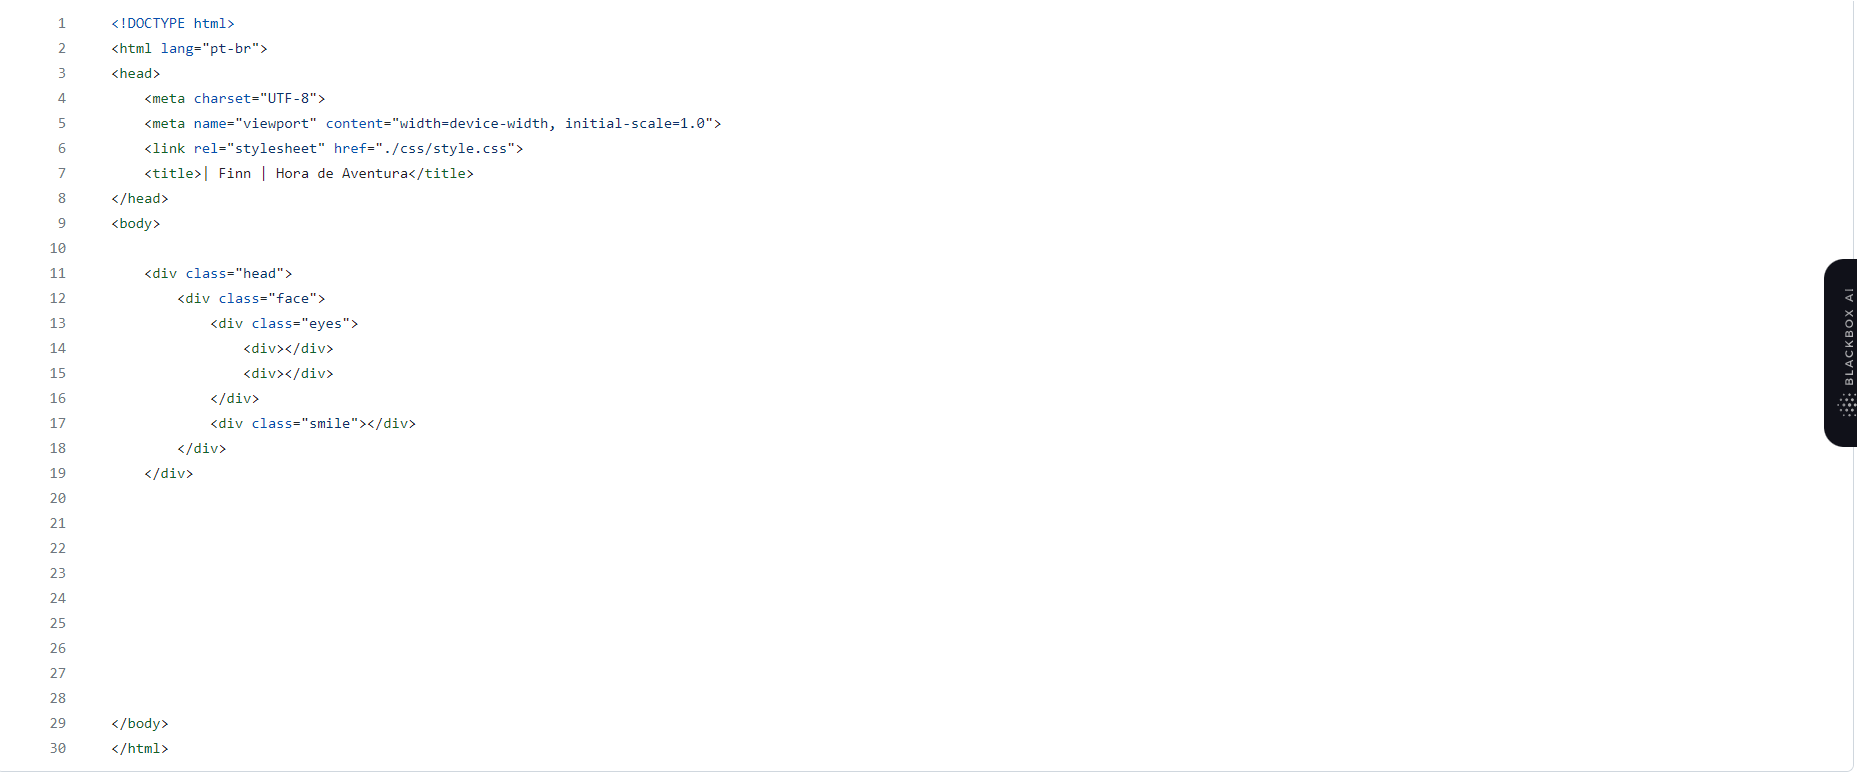 1 <!DOCTYPE html>
2 <html lang="pt-br">
3 <head>
4     <meta charset="UTF-8">
5     <meta name="viewport" content="width=device-width, initial-scale=1.0">
6     <link rel="stylesheet" href="./css/style.css">
7     <title>| Finn | Hora de Aventura</title>
8 </head>
9 <body>
10
11     <div class="head">
12         <div class="face">
13             <div class="eyes">
14                 <div></div>
15                 <div></div>
16             </div>
17             <div class="smile"></div>
18         </div>
19     </div>
20
21
22
23
24
25
26
27
28
29 </body>
30 </html>
BLACKBOX AI